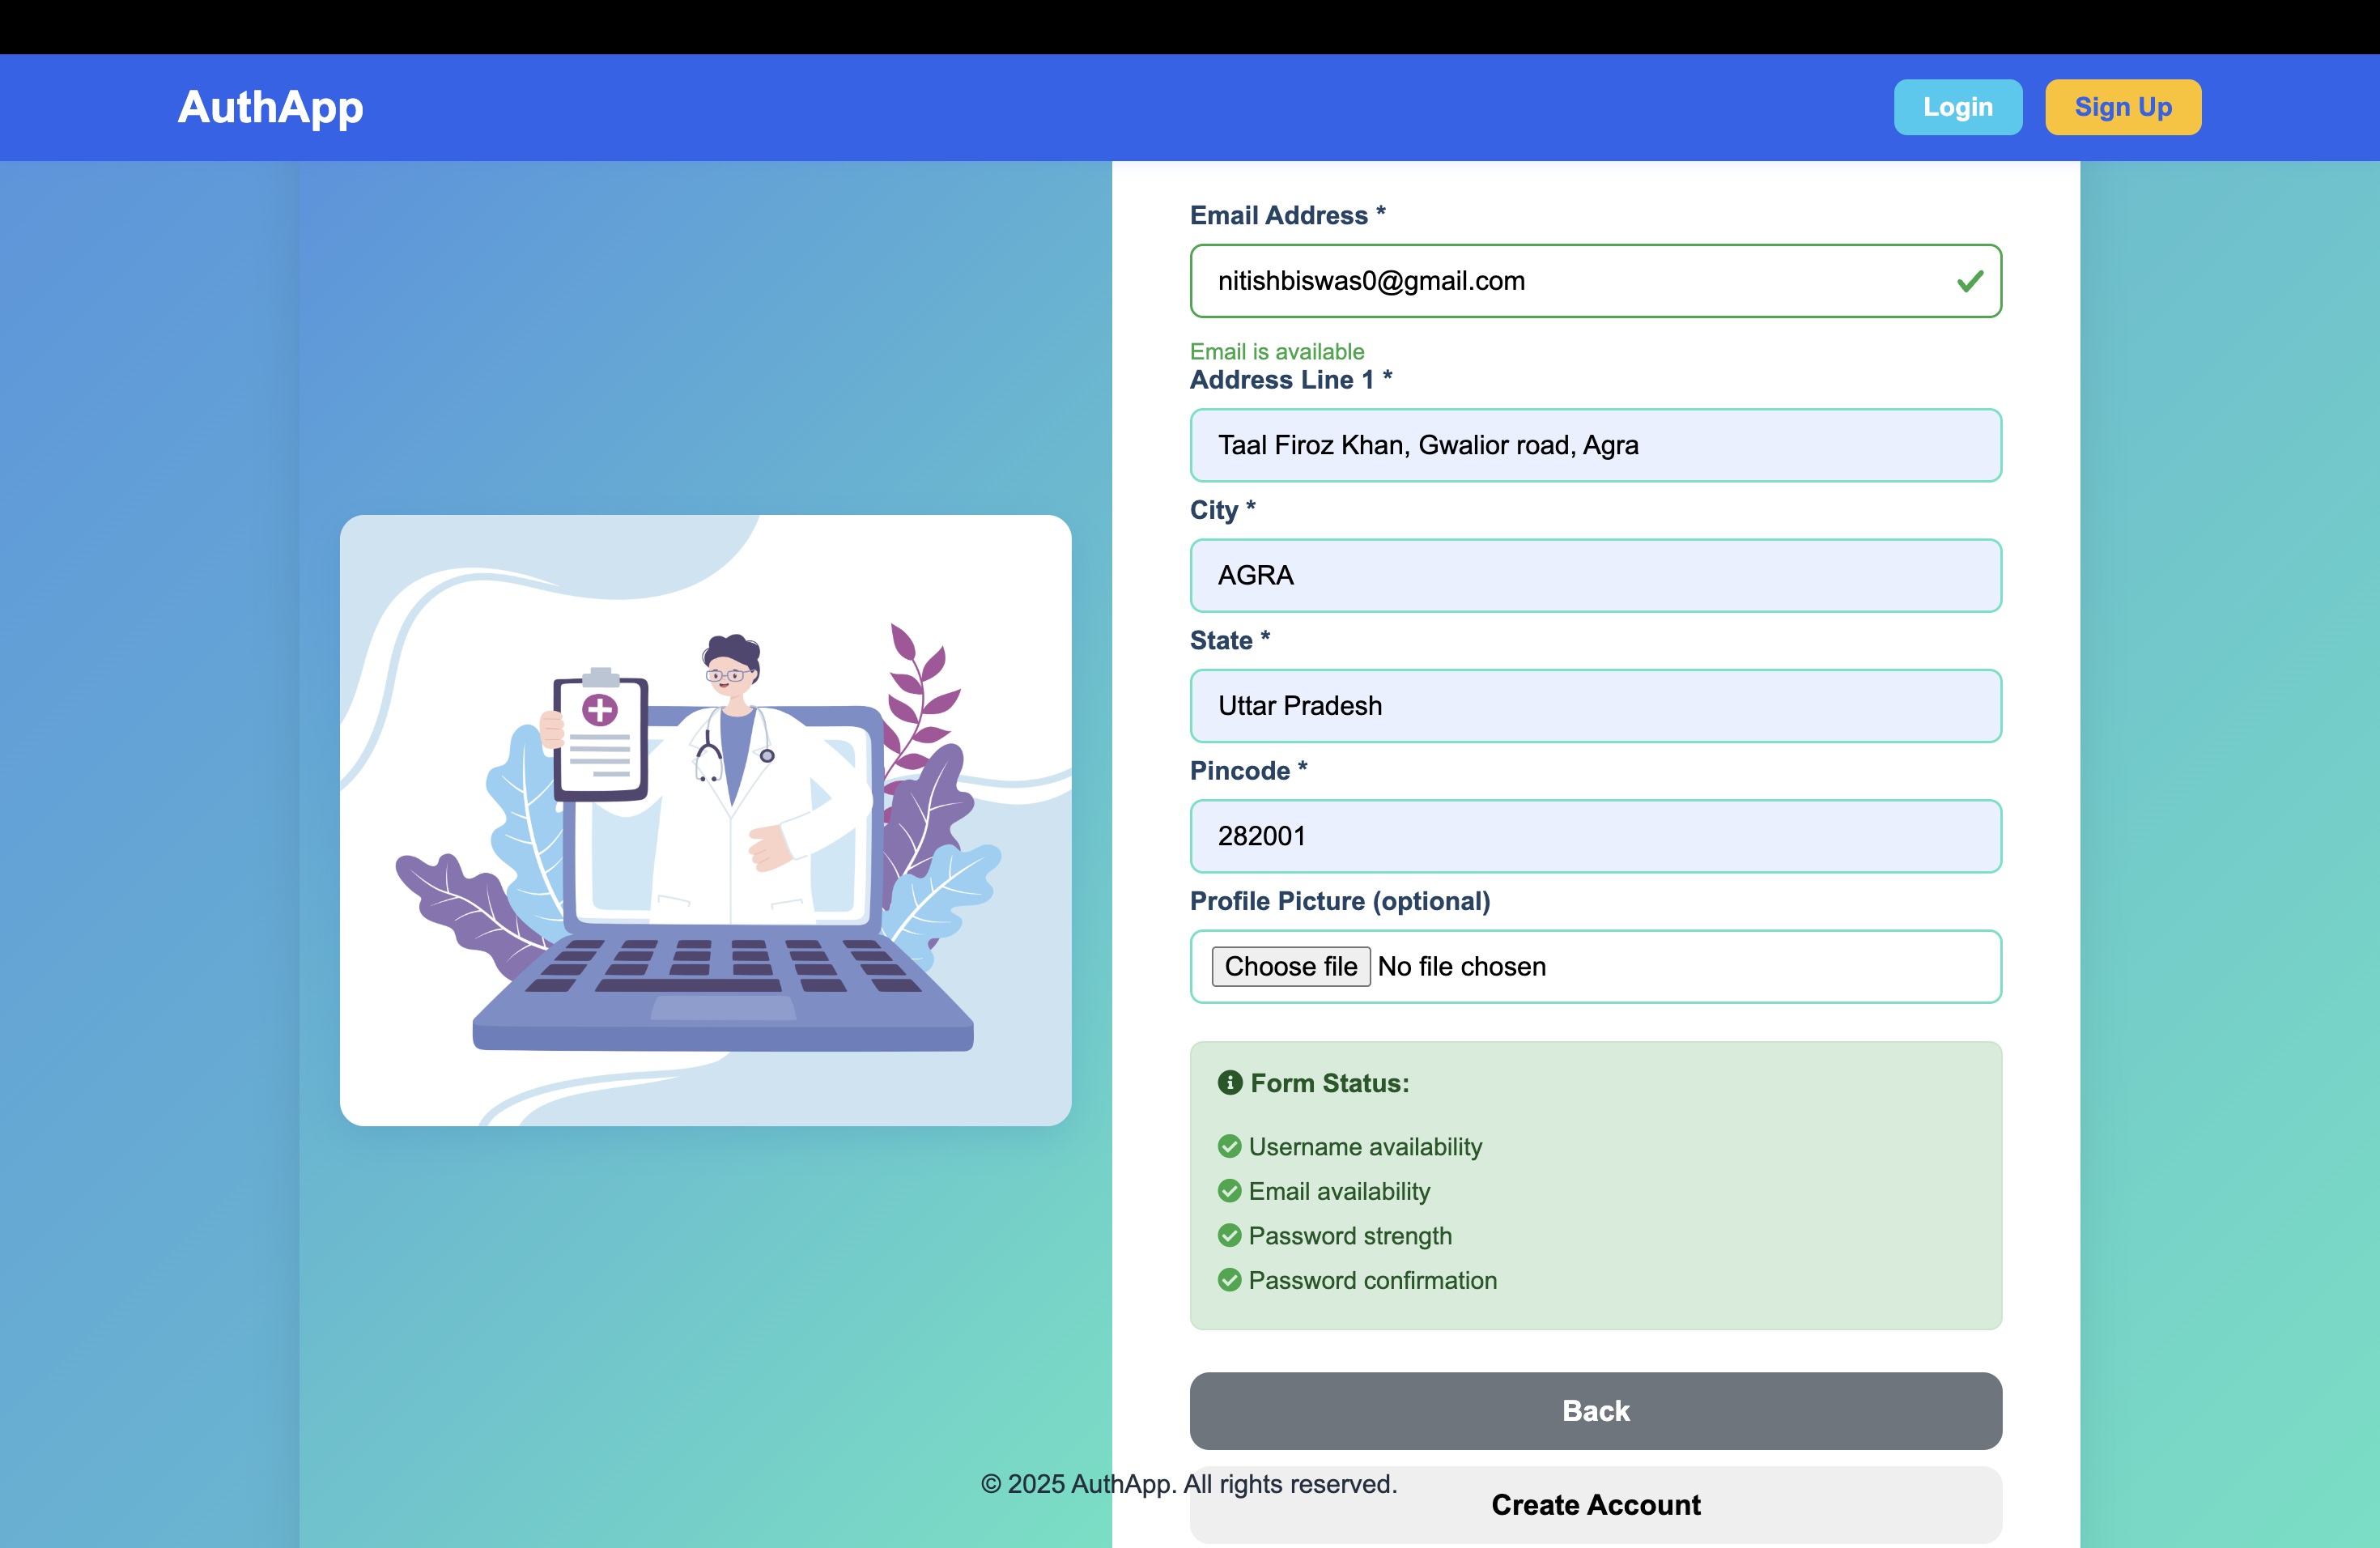 AuthApp
Login
Sign Up
Email Address *
nitishbiswas0@gmail.com
Email is available
Address Line 1 *
Taal Firoz Khan, Gwalior road, Agra
City *
AGRA
State *
Uttar Pradesh
Pincode *
282001
Profile Picture (optional)
Choose file No file chosen
Form Status:
Username availability
Email availability
Password strength
Password confirmation
Back
© 2025 AuthApp. All rights reserved.
Create Account